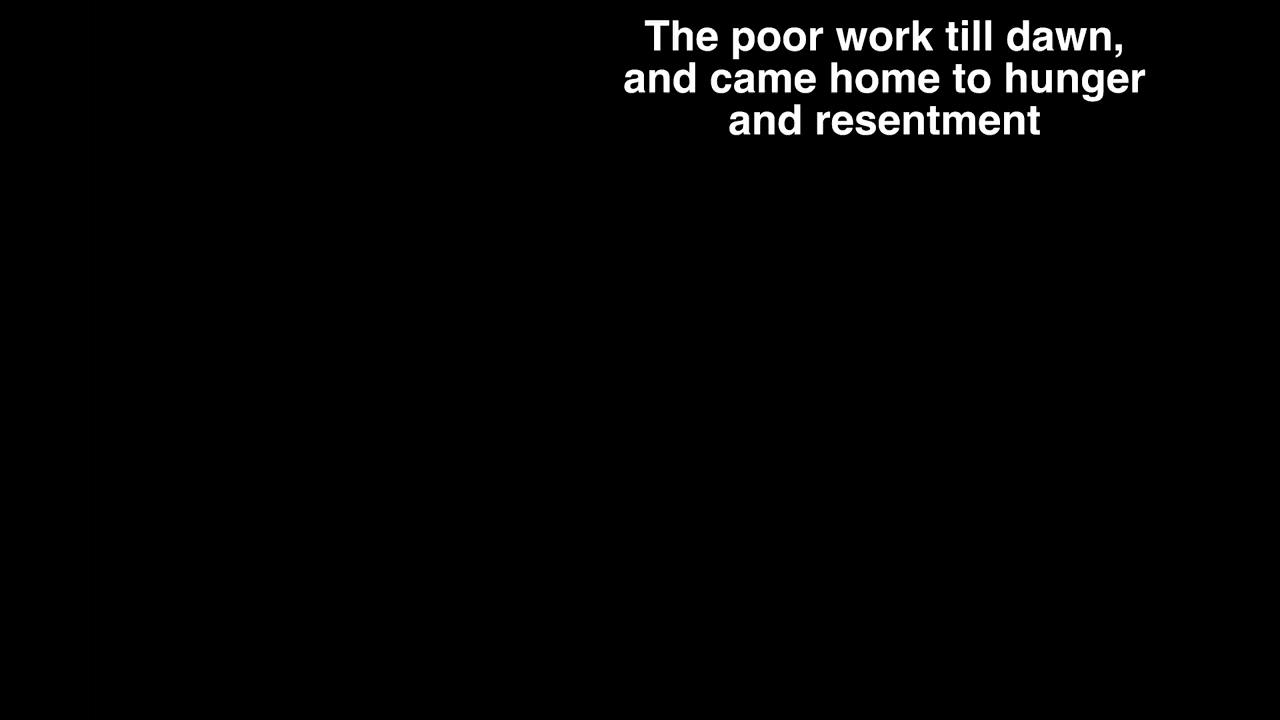 The poor work till dawn,
and came home to hunger
and resentment